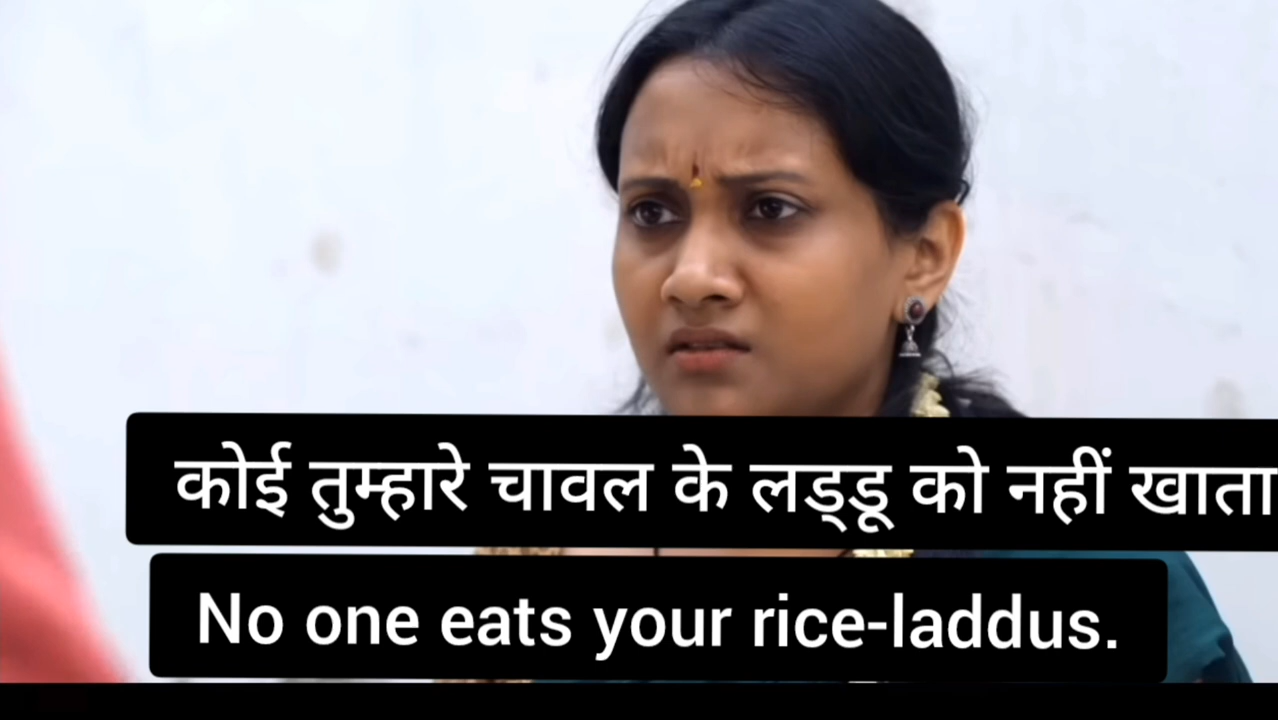 कोई तुम्हारे चावल के लड्डू को नहीं खाता
No one eats your rice-laddus.